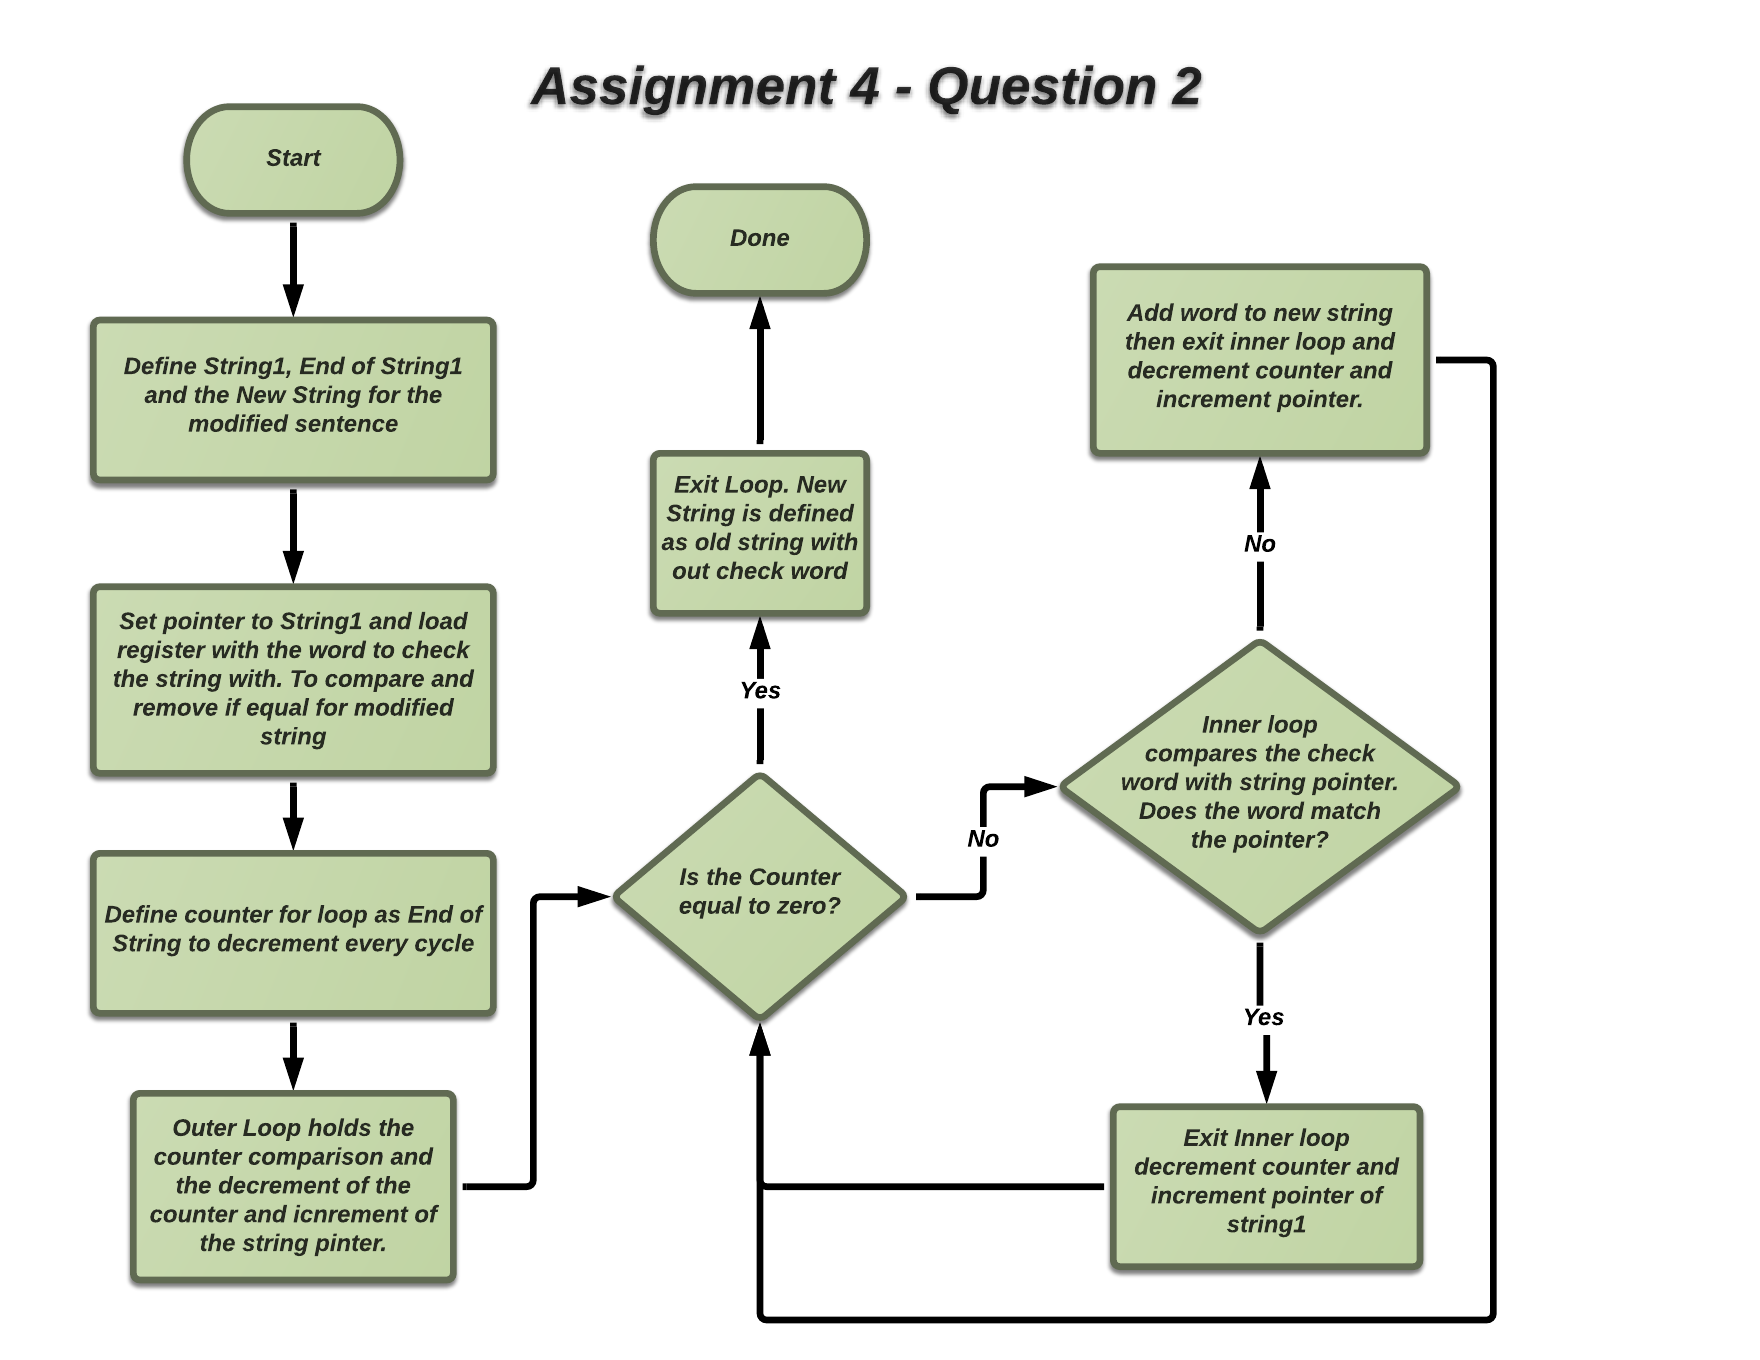 Assignment 4 - Question 2
Start
Define String1, End of String1
and the New String for the
modified sentence
Set pointer to String1 and load
register with the word to check
the string with. To compare and
remove if equal for modified
string
Define counter for loop as End of
String to decrement every cycle
Outer Loop holds the
counter comparison and
the decrement of the
counter and icnrement of
the string pinter.
Is the Counter
equal to zero?
Yes
Exit Loop. New
String is defined
as old string with
out check word
Done
No
Inner loop
compares the check
word with string pointer.
Does the word match
the pointer?
No
Add word to new string
then exit inner loop and
decrement counter and
increment pointer.
Yes
Exit Inner loop
decrement counter and
increment pointer of
string1